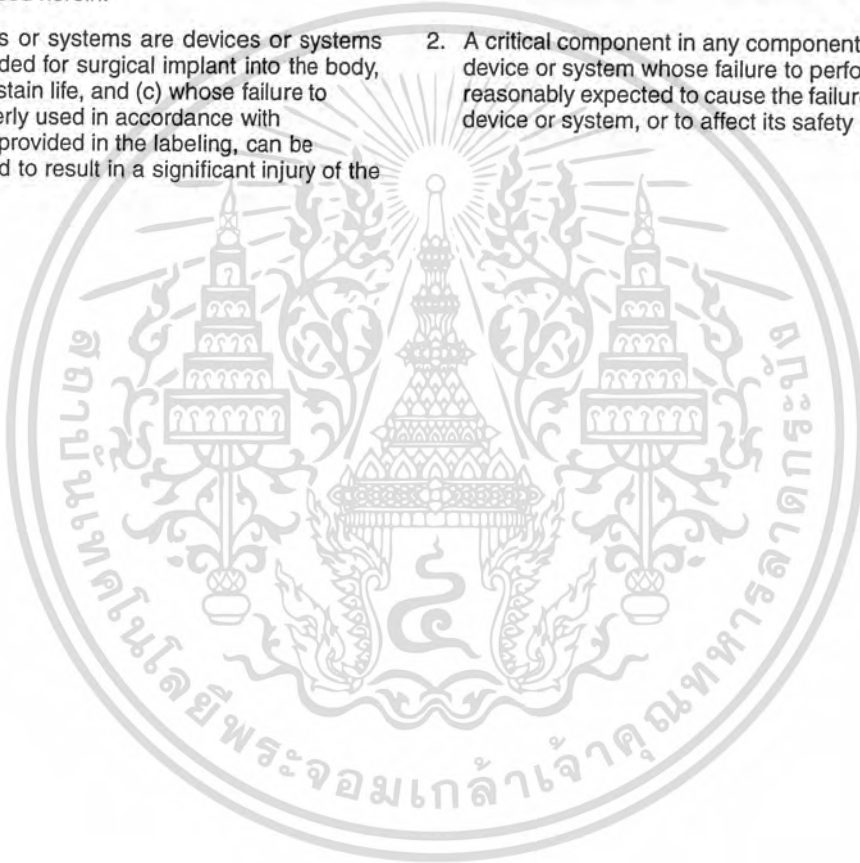 s or systems are devices or systems
ded for surgical implant into the body,
stain life, and (c) whose failure to
erly used in accordance with
provided in the labeling, can be
d to result in a significant injury of the
2. A critical component in any component
device or system whose failure to perfo
reasonably expected to cause the failure
device or system, or to affect its safety
สถาบันเทคโนโลยีพระจอมเกล้าเจ้าคุณทหารลาดกระบัง
๔